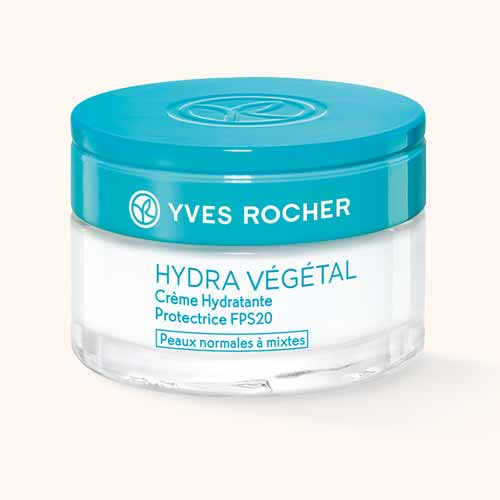 YVES ROCHER
HYDRA VÉGÉTAL
Crème Hydratante
Protectrice FPS20
Peaux normales à mixtes